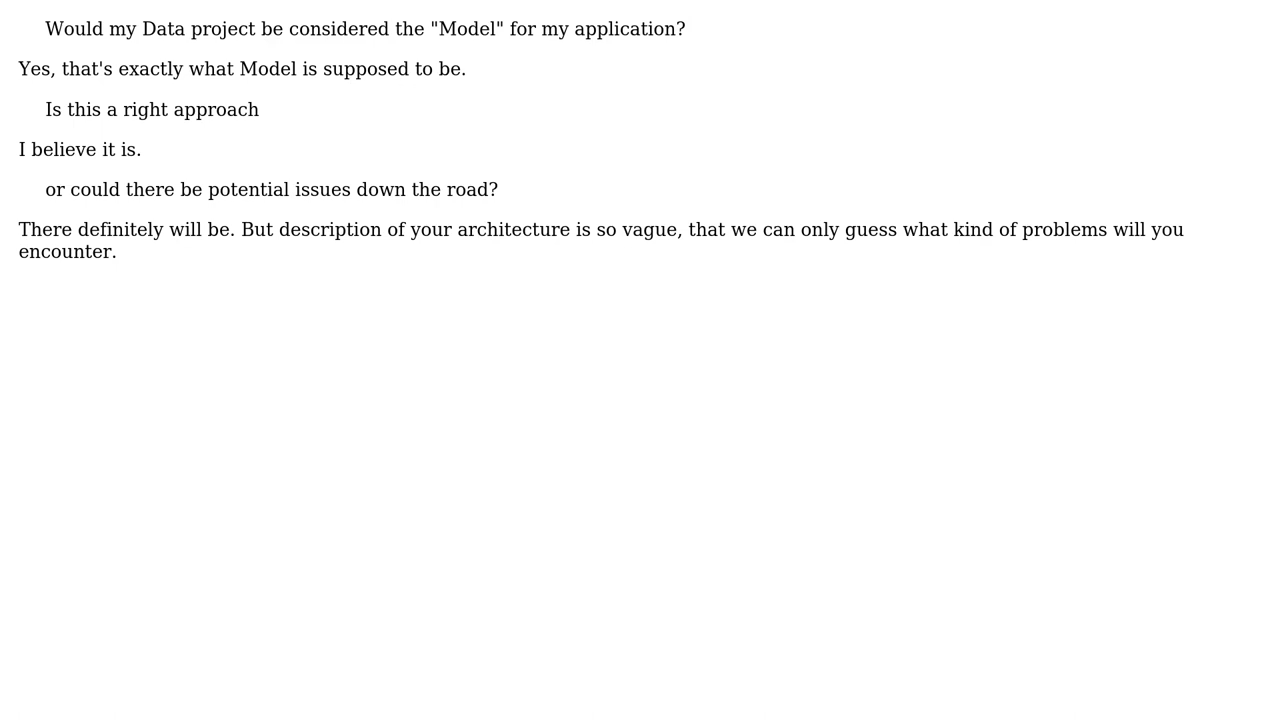 Would my Data project be considered the "Model" for my application?
Yes, that's exactly what Model is supposed to be.
Is this a right approach
I believe it is.
or could there be potential issues down the road?
There definitely will be. But description of your architecture is so vague, that we can only guess what kind of problems will you
encounter.